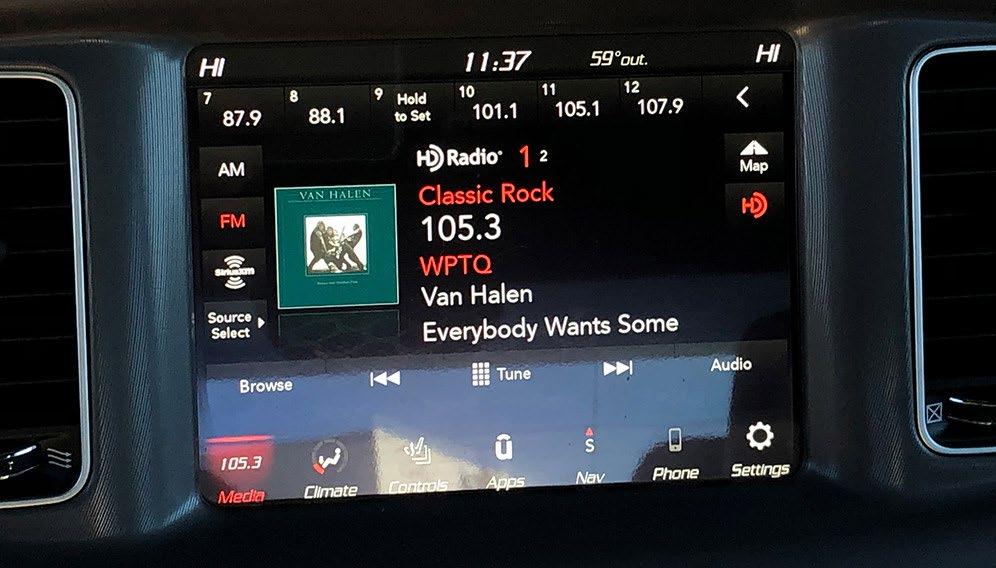 HI 11:37 59°out. HI
7 87.9 8 88.1 9 Hold to Set 10 101.1 11 105.1 12 107.9
HD Radio 1 2
AM
Map
Classic Rock
FM
HD
105.3
VAN HALEN
WPTQ
SiriusXM
Van Halen
Source Select
Everybody Wants Some
Browse Tune Audio
105.3 S
Media Climate Controls Apps Nav Phone Settings